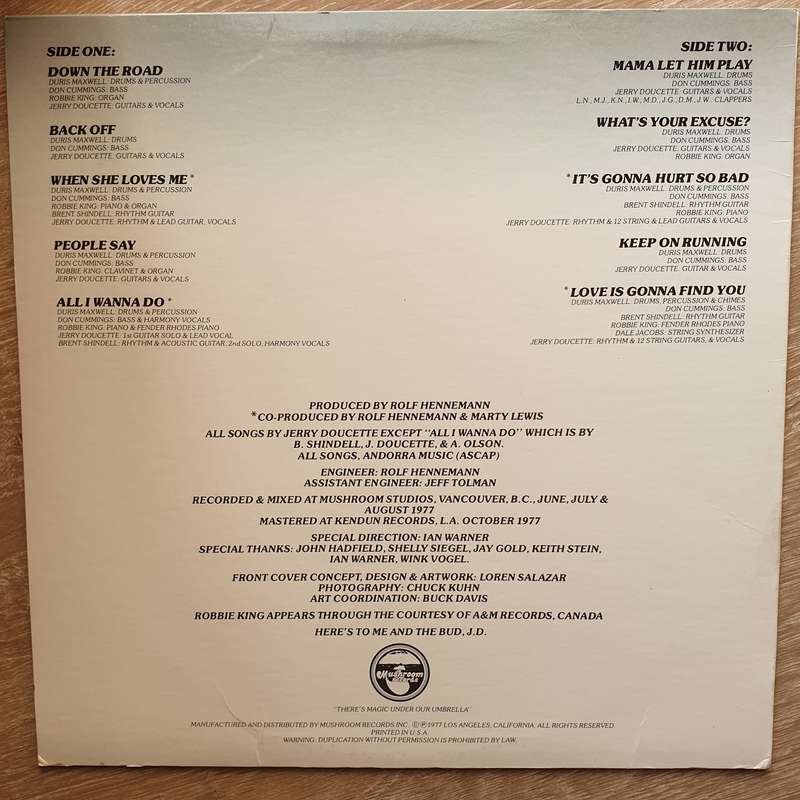 SIDE ONE:
DOWN THE ROAD
DURIS MAXWELL: DRUMS & PERCUSSION
DON CUMMINGS: BASS
ROBBIE KING: ORGAN
JERRY DOUCETTE: GUITARS & VOCALS
BACK OFF
DURIS MAXWELL: DRUMS
DON CUMMINGS: BASS
JERRY DOUCETTE: GUITARS & VOCALS
WHEN SHE LOVES ME *
DURIS MAXWELL: DRUMS & PERCUSSION
DON CUMMINGS: BASS
ROBBIE KING: PIANO & ORGAN
BRENT SHINDELL: RHYTHM GUITAR
JERRY DOUCETTE: RHYTHM & LEAD GUITAR, VOCALS
PEOPLE SAY
DURIS MAXWELL: DRUMS & PERCUSSION
DON CUMMINGS: BASS
ROBBIE KING: CLAVINET & ORGAN
JERRY DOUCETTE: GUITARS & VOCALS
ALL I WANNA DO *
DURIS MAXWELL: DRUMS & PERCUSSION
DON CUMMINGS: BASS & HARMONY VOCALS
ROBBIE KING: PIANO & FENDER RHODES PIANO
JERRY DOUCETTE: 1st GUITAR SOLO & LEAD VOCAL
BRENT SHINDELL: RHYTHM & ACOUSTIC GUITAR, 2nd SOLO, HARMONY VOCALS
SIDE TWO:
MAMA LET HIM PLAY
DURIS MAXWELL: DRUMS
DON CUMMINGS: BASS
JERRY DOUCETTE: GUITARS & VOCALS
L.N., M.J., K.N., I.W., M.D., J.G., D.M., J.W.: CLAPPERS
WHAT'S YOUR EXCUSE?
DURIS MAXWELL: DRUMS
DON CUMMINGS: BASS
JERRY DOUCETTE: GUITARS & VOCALS
ROBBIE KING: ORGAN
* IT'S GONNA HURT SO BAD
DURIS MAXWELL: DRUMS & PERCUSSION
DON CUMMINGS: BASS
BRENT SHINDELL: RHYTHM GUITAR
ROBBIE KING: PIANO
JERRY DOUCETTE: RHYTHM & 12 STRING & LEAD GUITARS & VOCALS
KEEP ON RUNNING
DURIS MAXWELL: DRUMS
DON CUMMINGS: BASS
JERRY DOUCETTE: GUITAR & VOCALS
* LOVE IS GONNA FIND YOU
DURIS MAXWELL: DRUMS, PERCUSSION & CHIMES
DON CUMMINGS: BASS
BRENT SHINDELL: RHYTHM GUITAR
ROBBIE KING: FENDER RHODES PIANO
DALE JACOBS: STRING SYNTHESIZER
JERRY DOUCETTE: RHYTHM & 12 STRING GUITARS, & VOCALS
PRODUCED BY ROLF HENNEMANN
*CO-PRODUCED BY ROLF HENNEMANN & MARTY LEWIS
ALL SONGS BY JERRY DOUCETTE EXCEPT "ALL I WANNA DO" WHICH IS BY
B. SHINDELL, J. DOUCETTE, & A. OLSON.
ALL SONGS, ANDORRA MUSIC (ASCAP)
ENGINEER: ROLF HENNEMANN
ASSISTANT ENGINEER: JEFF TOLMAN
RECORDED & MIXED AT MUSHROOM STUDIOS, VANCOUVER, B.C., JUNE, JULY &
AUGUST 1977
MASTERED AT KENDUN RECORDS, L.A. OCTOBER 1977
SPECIAL DIRECTION: IAN WARNER
SPECIAL THANKS: JOHN HADFIELD, SHELLY SIEGEL, JAY GOLD, KEITH STEIN,
IAN WARNER, WINK VOGEL.
FRONT COVER CONCEPT, DESIGN & ARTWORK: LOREN SALAZAR
PHOTOGRAPHY: CHUCK KUHN
ART COORDINATION: BUCK DAVIS
ROBBIE KING APPEARS THROUGH THE COURTESY OF A&M RECORDS, CANADA
HERE'S TO ME AND THE BUD, J.D.
Mushroom
Records
"THERE'S MAGIC UNDER OUR UMBRELLA"
MANUFACTURED AND DISTRIBUTED BY MUSHROOM RECORDS INC. ©℗1977 LOS ANGELES, CALIFORNIA. ALL RIGHTS RESERVED.
PRINTED IN U.S.A.
WARNING: DUPLICATION WITHOUT PERMISSION IS PROHIBITED BY LAW.